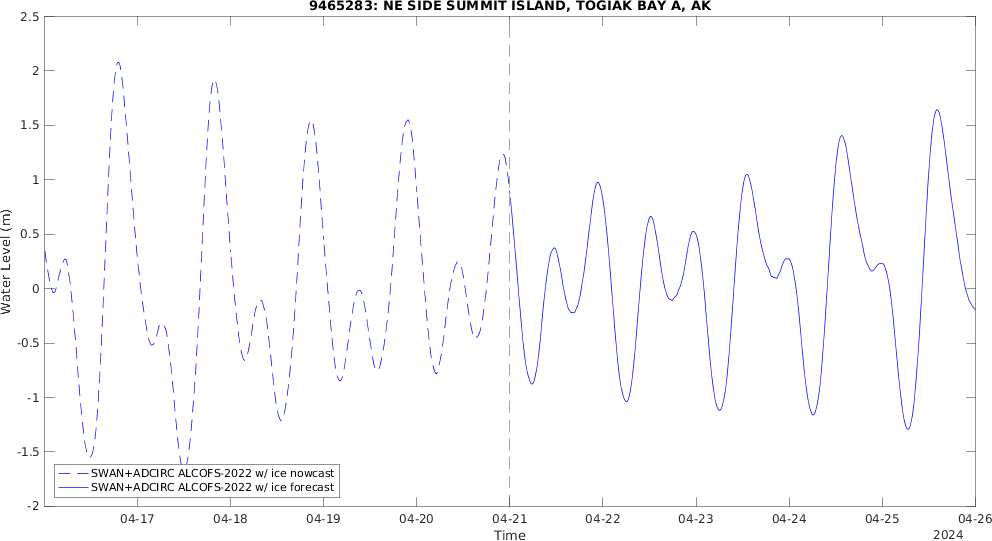 9465283: NE SIDE SUMMIT ISLAND, TOGIAK BAY A, AK
2.5
2
1.5
1
0.5
0
-0.5
-1
-1.5
-2
Water Level (m)
SWAN+ADCIRC ALCOFS-2022 w/ ice nowcast
SWAN+ADCIRC ALCOFS-2022 w/ ice forecast
04-17 04-18 04-19 04-20 04-21 04-22 04-23 04-24 04-25 04-26
Time
2024